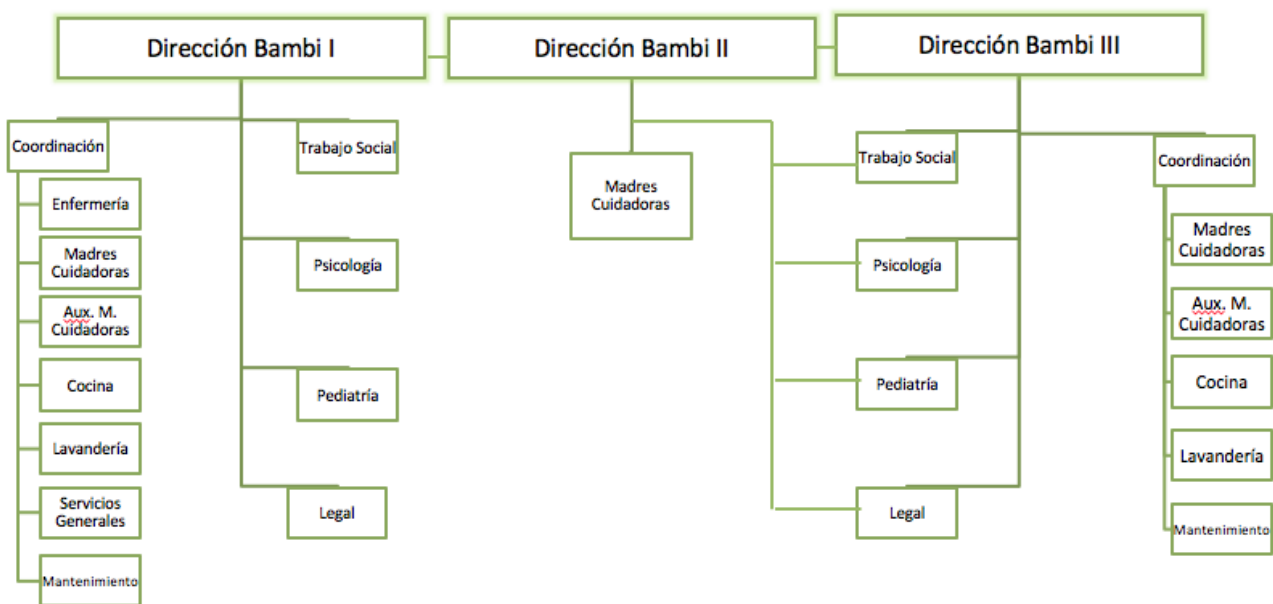 Dirección Bambi I
Dirección Bambi II
Dirección Bambi III
Coordinación
Enfermería
Madres
Cuidadoras
Aux. M.
Cuidadoras
Cocina
Lavandería
Servicios
Generales
Mantenimiento
Trabajo Social
Psicología
Pediatría
Legal
Madres
Cuidadoras
Trabajo Social
Psicología
Pediatría
Legal
Coordinación
Madres
Cuidadoras
Aux. M.
Cuidadoras
Cocina
Lavandería
Mantenimiento